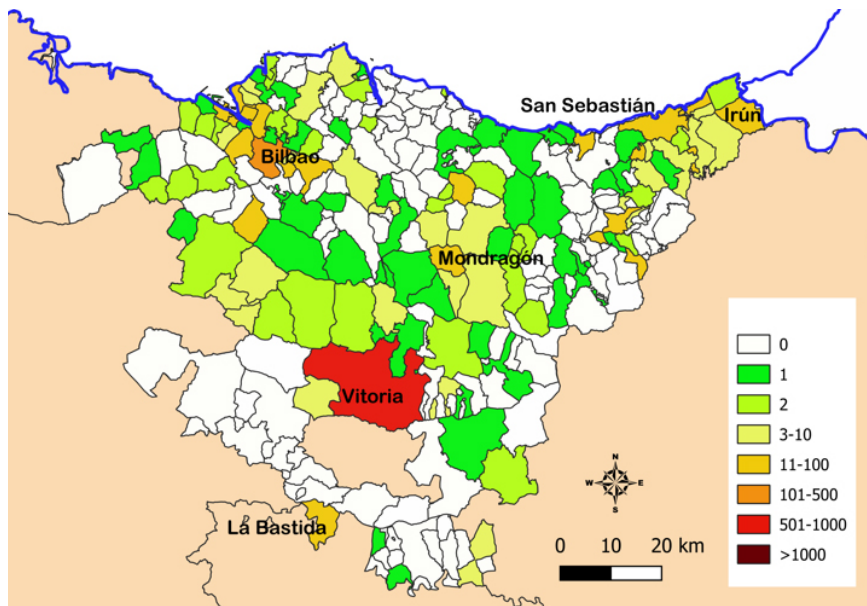 San Sebastián
Irún
Bilbao
Mondragón
Vitoria
La Bastida
N
W
E
S
0
1
2
3-10
11-100
101-500
501-1000
>1000
0 10 20 km